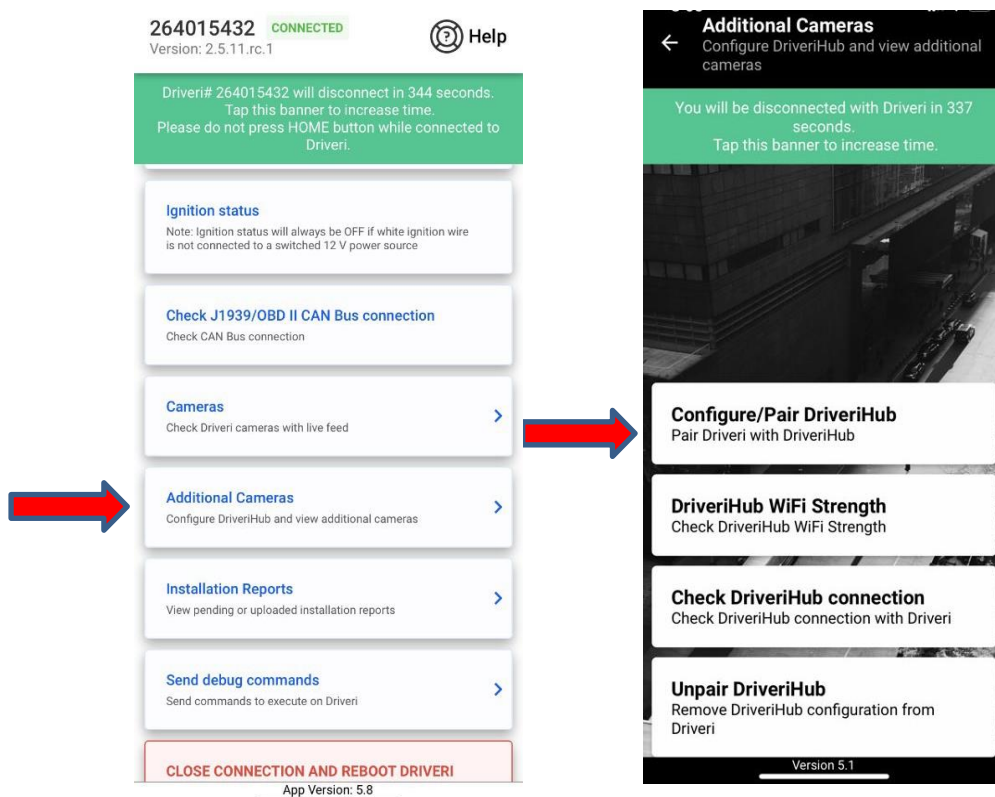 264015432 CONNECTED
Version: 2.5.11.rc.1
Help
Driveri# 264015432 will disconnect in 344 seconds.
Tap this banner to increase time.
Please do not press HOME button while connected to
Driveri.
Ignition status
Note: Ignition status will always be OFF if white ignition wire
is not connected to a switched 12 V power source
Check J1939/OBD II CAN Bus connection
Check CAN Bus connection
Cameras
Check Driveri cameras with live feed
Additional Cameras
Configure DriveriHub and view additional cameras
Installation Reports
View pending or uploaded installation reports
Send debug commands
Send commands to execute on Driveri
CLOSE CONNECTION AND REBOOT DRIVERI
App Version: 5.8
Additional Cameras
Configure DriveriHub and view additional
cameras
You will be disconnected with Driveri in 337
seconds.
Tap this banner to increase time.
Configure/Pair DriveriHub
Pair Driveri with DriveriHub
DriveriHub WiFi Strength
Check DriveriHub WiFi Strength
Check DriveriHub connection
Check DriveriHub connection with Driveri
Unpair DriveriHub
Remove DriveriHub configuration from
Driveri
Version 5.1